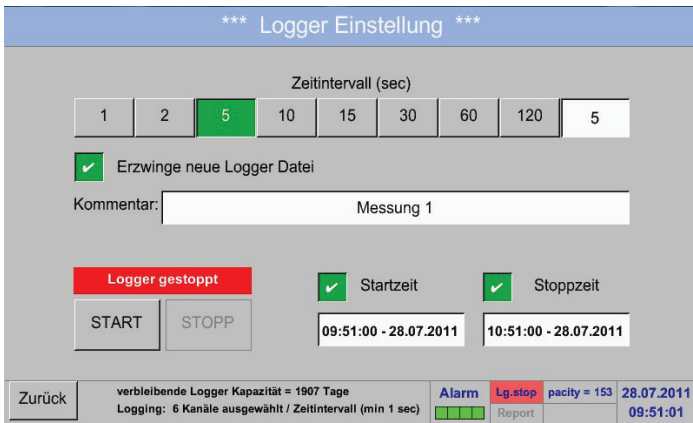 *** Logger Einstellung ***
Zeitintervall (sec)
1 2 5 10 15 30 60 120 5
Erzwinge neue Logger Datei
Kommentar: Messung 1
Logger gestoppt
Startzeit
Stoppzeit
START STOPP
09:51:00 - 28.07.2011
10:51:00 - 28.07.2011
Zurück
verbleibende Logger Kapazität = 1907 Tage
Logging: 6 Kanäle ausgewählt / Zeitintervall (min 1 sec)
Alarm
Lg.stop
Report
pacity = 153
28.07.2011
09:51:01